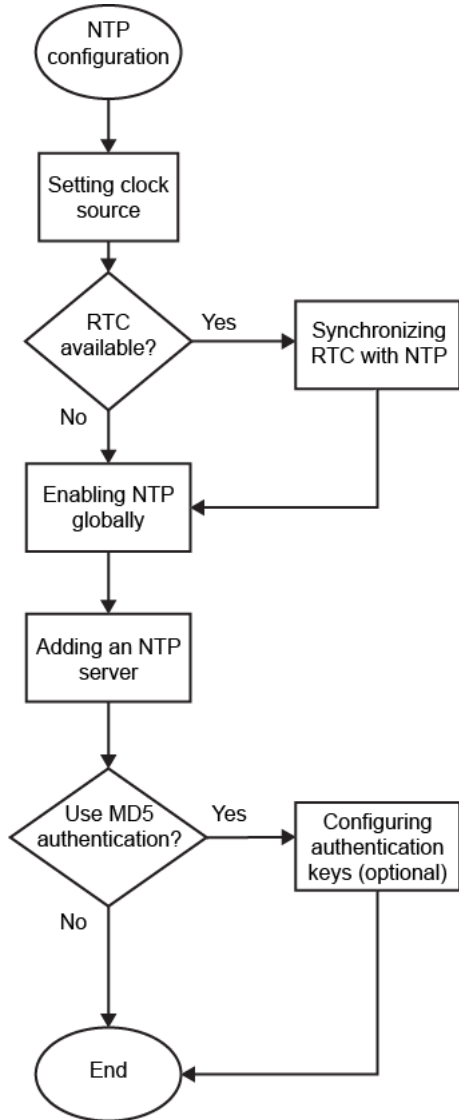 NTP
configuration
Setting clock
source
RTC
available?
Yes
Synchronizing
RTC with NTP
No
Enabling NTP
globally
Adding an NTP
server
Use MD5
authentication?
Yes
Configuring
authentication
keys (optional)
No
End